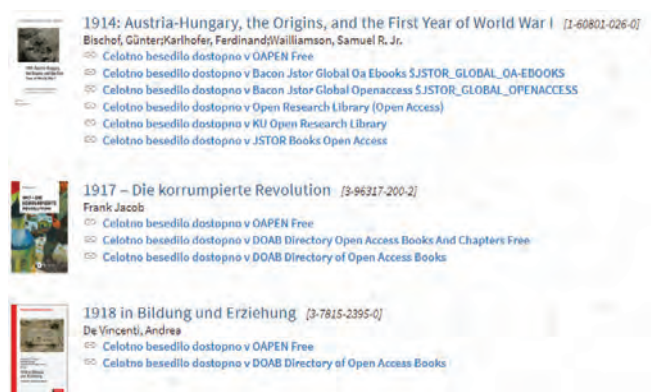 1914: Austria-Hungary, the Origins, and the First Year of World War I [1-60801-026-0]
Bischof, Günter;Karlhofer, Ferdinand;Wailliamson, Samuel R. Jr.
Celotno besedilo dostopno v OAPEN Free
Celotno besedilo dostopno v Bacon Jstor Global Oa Ebooks $JSTOR_GLOBAL_OA-EBOOKS
Celotno besedilo dostopno v Bacon Jstor Global Openaccess $JSTOR_GLOBAL_OPENACCESS
Celotno besedilo dostopno v Open Research Library (Open Access)
Celotno besedilo dostopno v KU Open Research Library
Celotno besedilo dostopno v JSTOR Books Open Access
1917 – Die korrumpierte Revolution [3-96317-200-2]
Frank Jacob
Celotno besedilo dostopno v OAPEN Free
Celotno besedilo dostopno v DOAB Directory Open Access Books And Chapters Free
Celotno besedilo dostopno v DOAB Directory of Open Access Books
1918 in Bildung und Erziehung [3-7815-2395-0]
De Vincenti, Andrea
Celotno besedilo dostopno v OAPEN Free
Celotno besedilo dostopno v DOAB Directory of Open Access Books